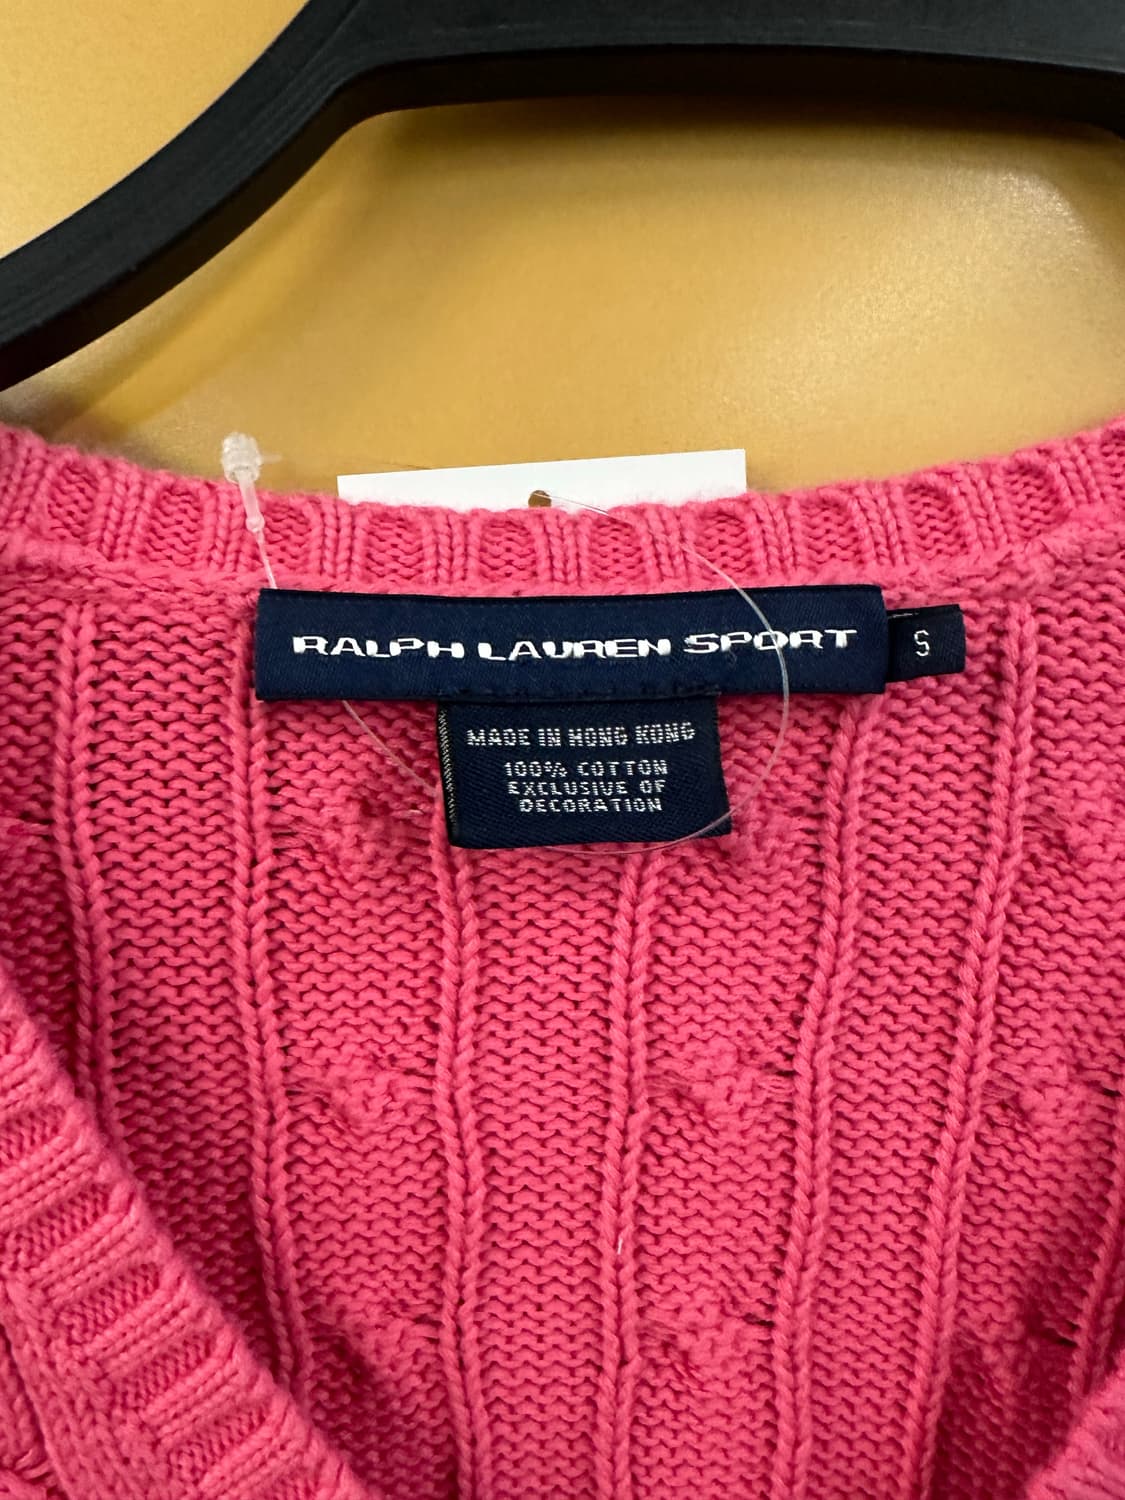 RALPH LAUREN SPORT
S
MADE IN HONG KONG
100% COTTON
EXCLUSIVE OF
DECORATION